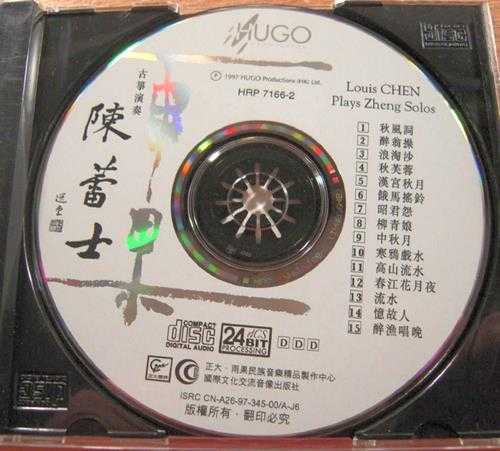 HUGO
℗ 1997 HUGO Productions (HK) Ltd.
HRP 7166-2
Louis CHEN
Plays Zheng Solos
古箏演奏
陳蕾士
1 秋風詞
2 醉翁操
3 浪淘沙
4 秋芙蓉
5 漢宮秋月
6 餓馬搖鈴
7 昭君怨
8 柳青娘
9 中秋月
10 寒鴉戲水
11 高山流水
12 春江花月夜
13 流水
14 憶故人
15 醉漁唱晚
COMPACT
disc
DIGITAL AUDIO
24 dCS
BIT
PROCESSING
D D D
正大．雨果民族音樂精品製作中心
國際文化交流音像出版社
ISRC CN-A26-97-345-00/A-J6
版權所有．翻印必究